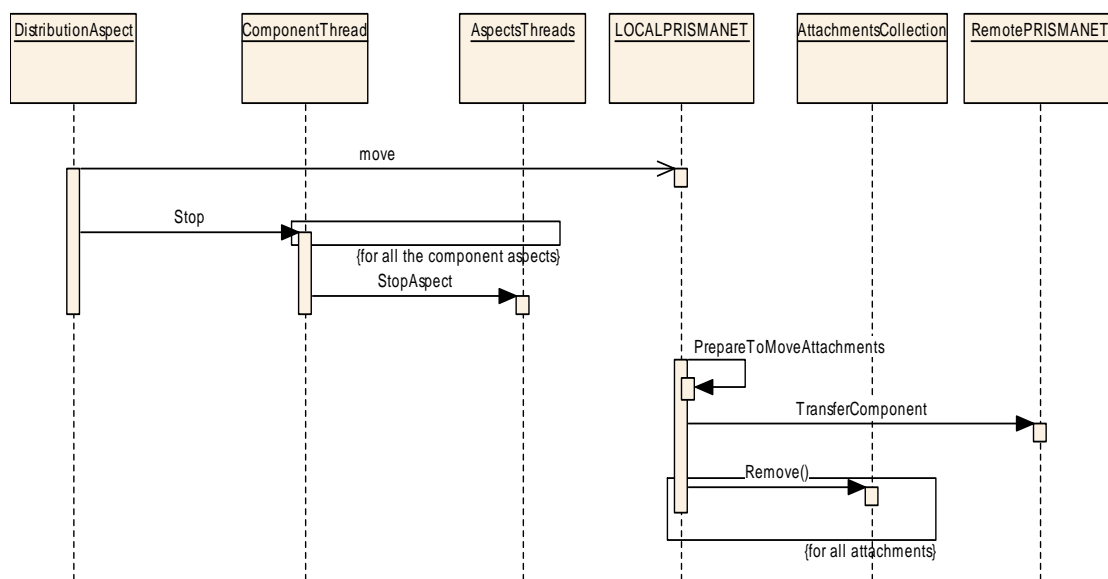 DistributionAspect
ComponentThread
AspectsThreads
LOCALPRISMANET
AttachmentsCollection
RemotePRISMANET
move
Stop
{for all the component aspects}
StopAspect
PrepareToMoveAttachments
TransferComponent
Remove()
{for all attachments}